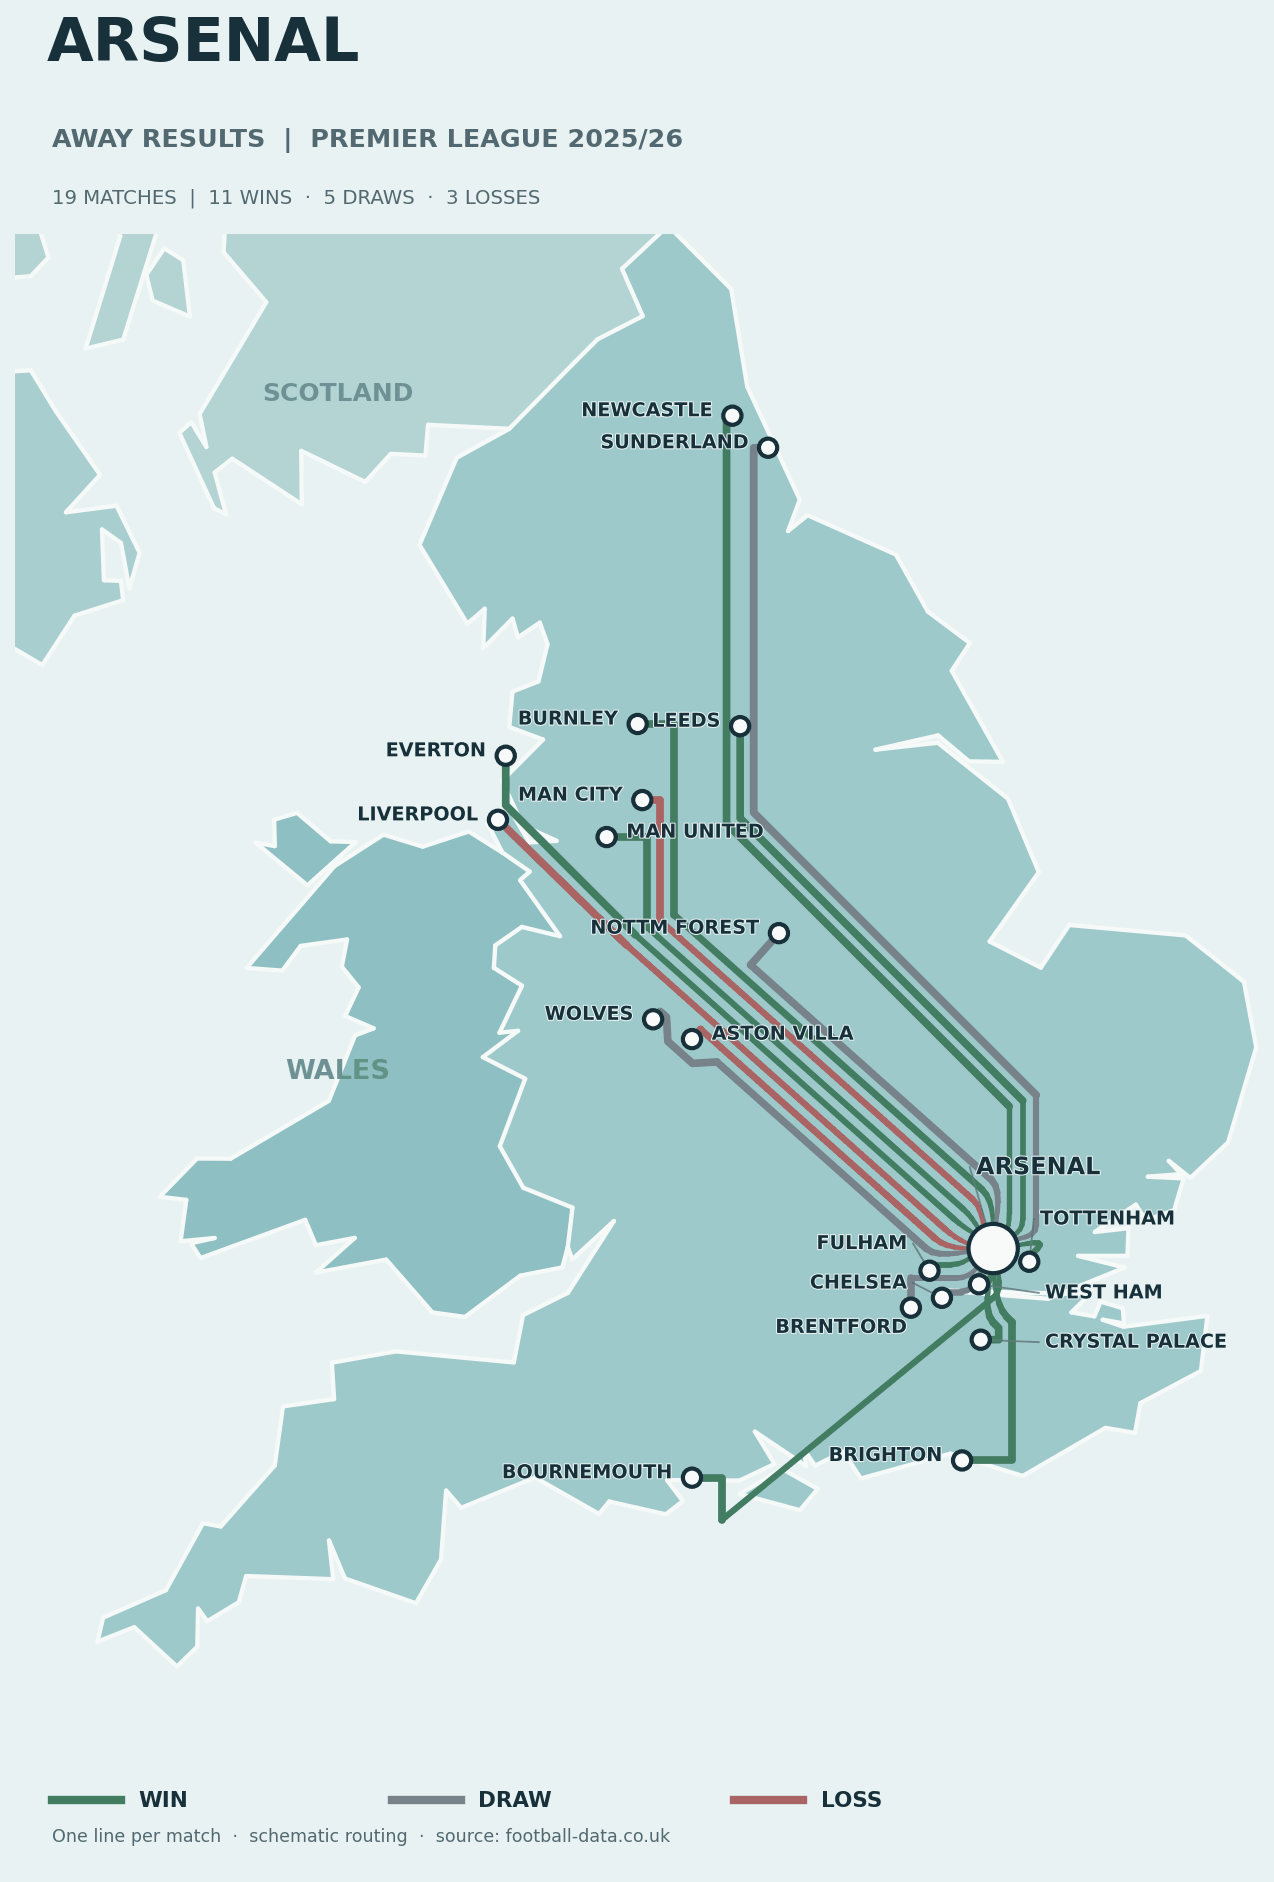 ARSENAL
AWAY RESULTS | PREMIER LEAGUE 2025/26
19 MATCHES | 11 WINS · 5 DRAWS · 3 LOSSES
SCOTLAND
NEWCASTLE
SUNDERLAND
BURNLEY
LEEDS
EVERTON
MAN CITY
LIVERPOOL
MAN UNITED
NOTTM FOREST
WOLVES
ASTON VILLA
WALES
ARSENAL
TOTTENHAM
FULHAM
CHELSEA
WEST HAM
BRENTFORD
CRYSTAL PALACE
BRIGHTON
BOURNEMOUTH
WIN
DRAW
LOSS
One line per match · schematic routing · source: football-data.co.uk